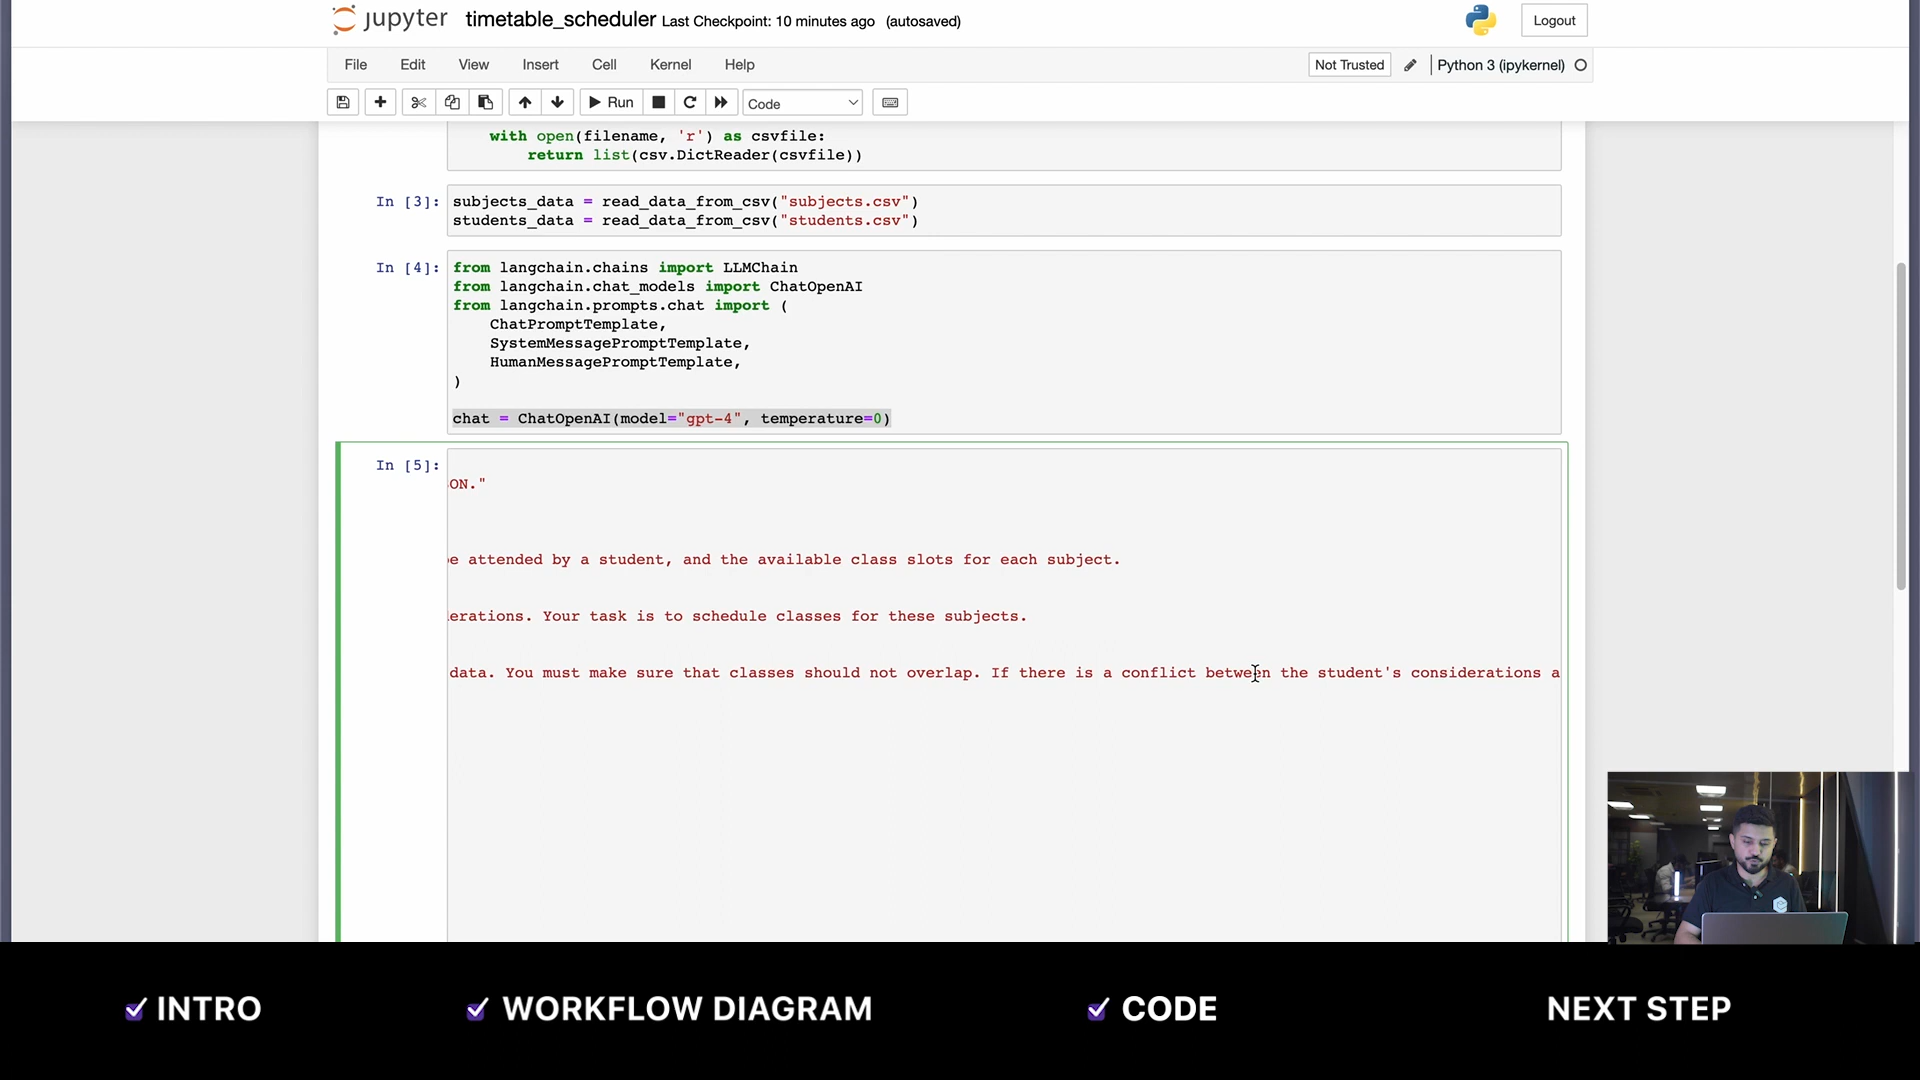 jupyter timetable_scheduler Last Checkpoint: 10 minutes ago (autosaved)
Logout
File Edit View Insert Cell Kernel Help
Not Trusted
Python 3 (ipykernel)
Run
Code
with open(filename, 'r') as csvfile:
return list(csv.DictReader(csvfile))
In [3]:
subjects_data = read_data_from_csv("subjects.csv")
students_data = read_data_from_csv("students.csv")
In [4]:
from langchain.chains import LLMChain
from langchain.chat_models import ChatOpenAI
from langchain.prompts.chat import (
ChatPromptTemplate,
SystemMessagePromptTemplate,
HumanMessagePromptTemplate,
)
chat = ChatOpenAI(model="gpt-4", temperature=0)
In [5]:
ON."
e attended by a student, and the available class slots for each subject.
erations. Your task is to schedule classes for these subjects.
data. You must make sure that classes should not overlap. If there is a conflict between the student's considerations a
INTRO
WORKFLOW DIAGRAM
CODE
NEXT STEP